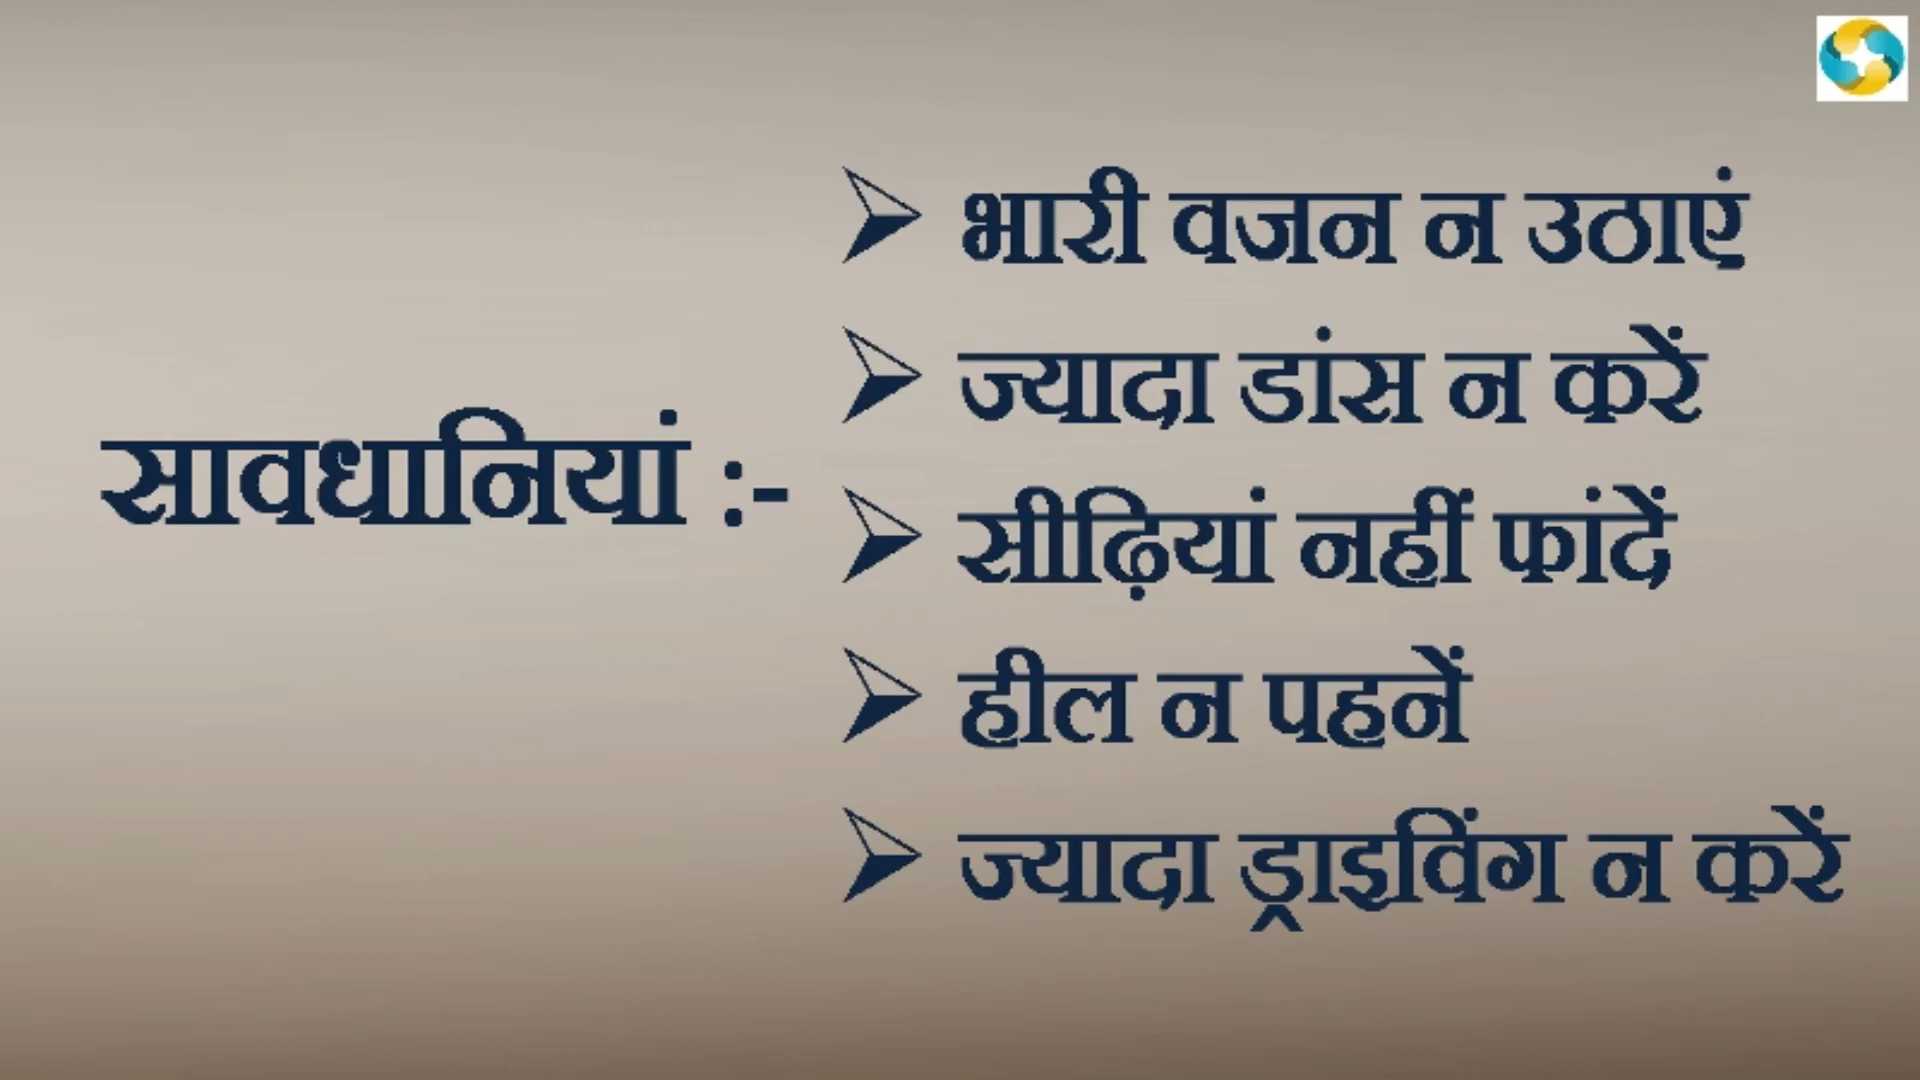 सावधानियां :-
भारी वजन न उठाएं
ज्यादा डांस न करें
सीढ़ियां नहीं फांदें
हील न पहनें
ज्यादा ड्राइविंग न करें